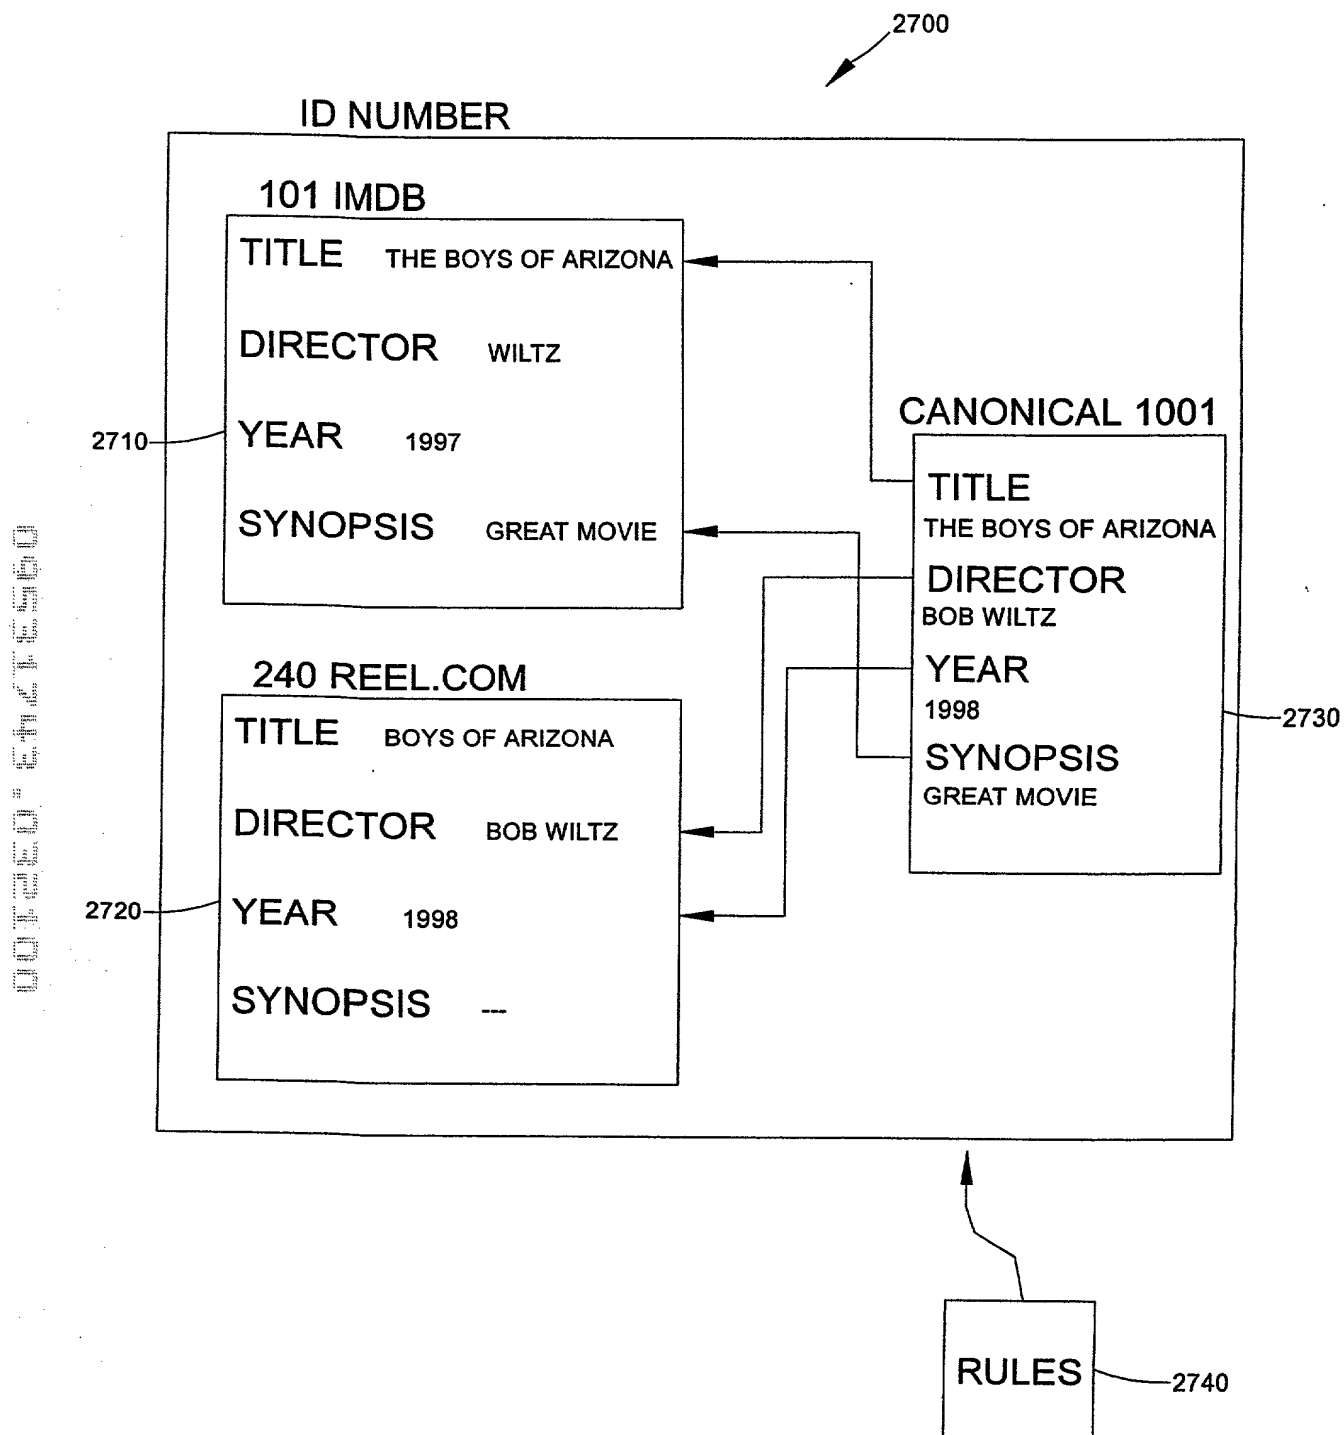 2700
ID NUMBER
101 IMDB
TITLE THE BOYS OF ARIZONA
DIRECTOR WILTZ
2710
YEAR 1997
SYNOPSIS GREAT MOVIE
CANONICAL 1001
TITLE
THE BOYS OF ARIZONA
DIRECTOR
BOB WILTZ
YEAR
1998
2730
SYNOPSIS
GREAT MOVIE
240 REEL.COM
TITLE BOYS OF ARIZONA
DIRECTOR BOB WILTZ
2720
YEAR 1998
SYNOPSIS ---
RULES
2740